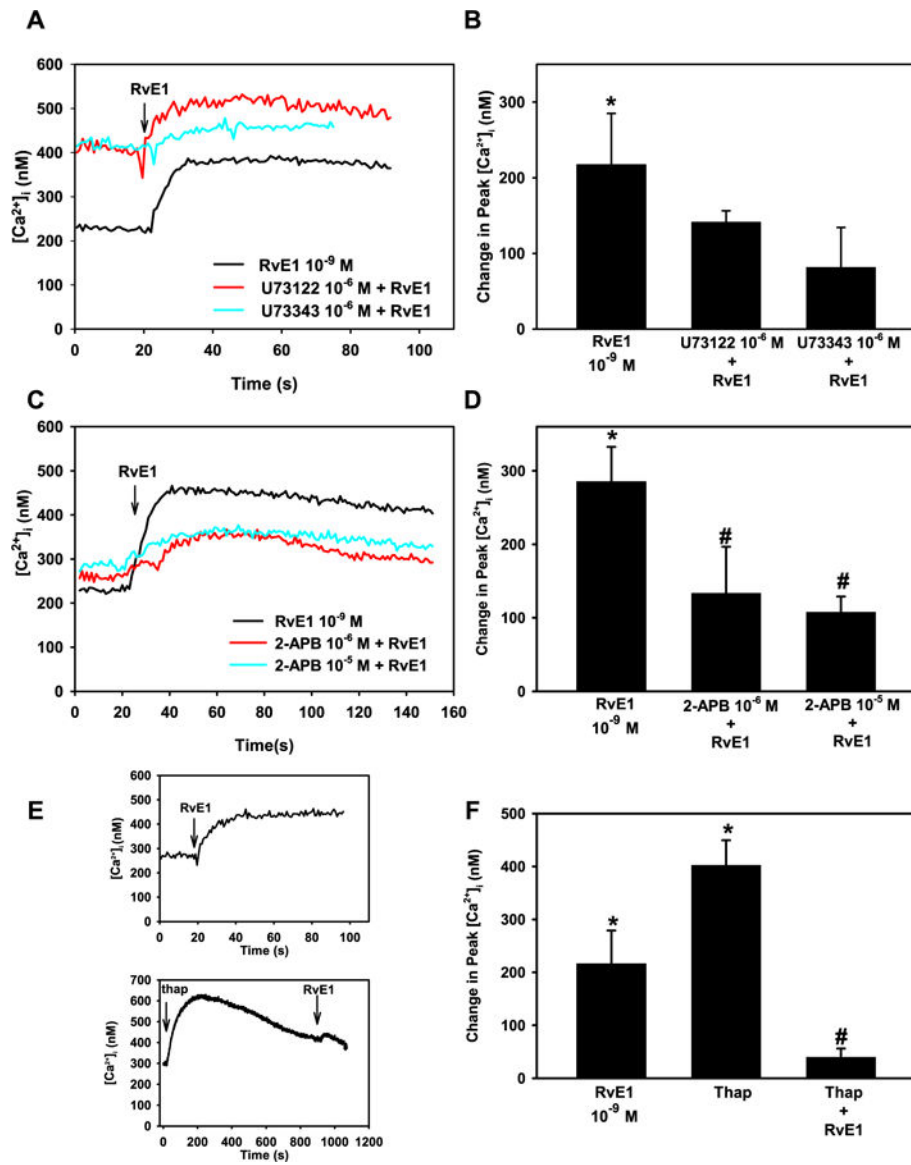 A
[Ca²⁺]ᵢ (nM)
600
500
400
300
200
100
0
RvE1
RvE1 10⁻⁹ M
U73122 10⁻⁶ M + RvE1
U73343 10⁻⁶ M + RvE1
0 20 40 60 80 100
Time (s)
B
Change in Peak [Ca²⁺]ᵢ (nM)
300
200
100
0
*
RvE1
10⁻⁹ M
U73122 10⁻⁶ M
+
RvE1
U73343 10⁻⁶ M
+
RvE1
C
[Ca²⁺]ᵢ (nM)
600
500
400
300
200
100
0
RvE1
RvE1 10⁻⁹ M
2-APB 10⁻⁶ M + RvE1
2-APB 10⁻⁵ M + RvE1
0 20 40 60 80 100 120 140 160
Time(s)
D
Change in Peak [Ca²⁺]ᵢ (nM)
300
200
100
0
*
#
#
RvE1
10⁻⁹ M
2-APB 10⁻⁶ M
+
RvE1
2-APB 10⁻⁵ M
+
RvE1
E
[Ca²⁺]ᵢ (nM)
600
500
400
300
200
100
0
RvE1
0 20 40 60 80 100
Time (s)
[Ca²⁺]ᵢ (nM)
700
600
500
400
300
200
100
0
thap
RvE1
0 200 400 600 800 1000 1200
Time (s)
F
Change in Peak [Ca²⁺]ᵢ (nM)
500
400
300
200
100
0
*
*
#
RvE1
10⁻⁹ M
Thap
Thap
+
RvE1